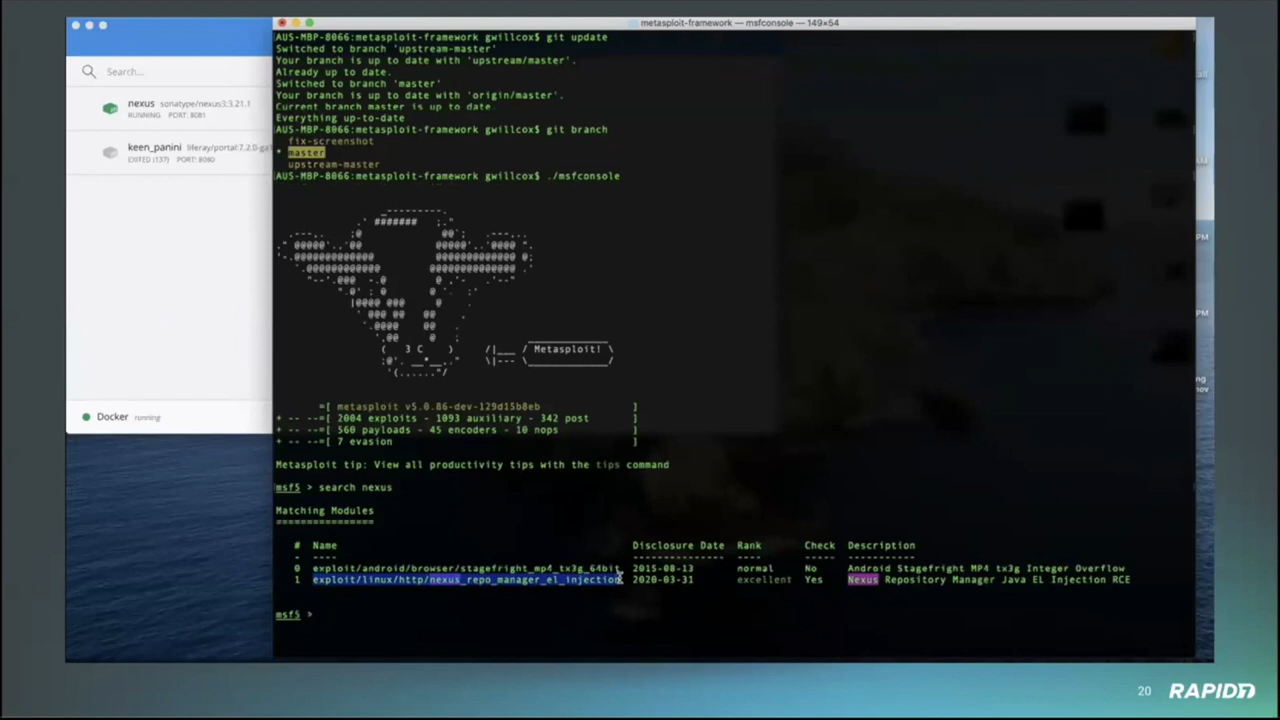 metasploit-framework — msfconsole — 149×54
Search...
nexus sonatype/nexus3:3.21.1
RUNNING PORT: 8081
keen_panini liferay/portal:7.2.0-ga1
EXITED (137) PORT: 8080
Docker running
AUS-MBP-8066:metasploit-framework gwillcox$ git update
Switched to branch 'upstream-master'
Your branch is up to date with 'upstream/master'.
Already up to date.
Switched to branch 'master'
Your branch is up to date with 'origin/master'.
Current branch master is up to date.
Everything up-to-date
AUS-MBP-8066:metasploit-framework gwillcox$ git branch
fix-screenshot
* master
upstream-master
AUS-MBP-8066:metasploit-framework gwillcox$ ./msfconsole
Metasploit!
=[ metasploit v5.0.86-dev-129d15b8eb ]
+ -- --=[ 2004 exploits - 1093 auxiliary - 342 post ]
+ -- --=[ 560 payloads - 45 encoders - 10 nops ]
+ -- --=[ 7 evasion ]
Metasploit tip: View all productivity tips with the tips command
msf5 > search nexus
Matching Modules
================
# Name Disclosure Date Rank Check Description
- ---- --------------- ---- ----- -----------
0 exploit/android/browser/stagefright_mp4_tx3g_64bit 2015-08-13 normal No Android Stagefright MP4 tx3g Integer Overflow
1 exploit/linux/http/nexus_repo_manager_el_injection 2020-03-31 excellent Yes Nexus Repository Manager Java EL Injection RCE
msf5 >
PM
PM
20 RAPID7